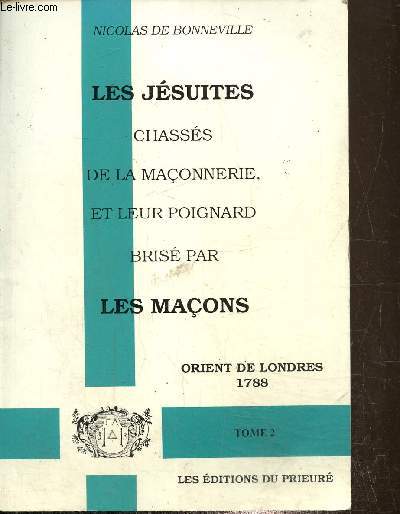 Le-livre.com
NICOLAS DE BONNEVILLE
LES JÉSUITES
CHASSÉS
DE LA MAÇONNERIE,
ET LEUR POIGNARD
BRISÉ PAR
LES MAÇONS
ORIENT DE LONDRES
1788
TOME 2
LES ÉDITIONS DU PRIEURÉ